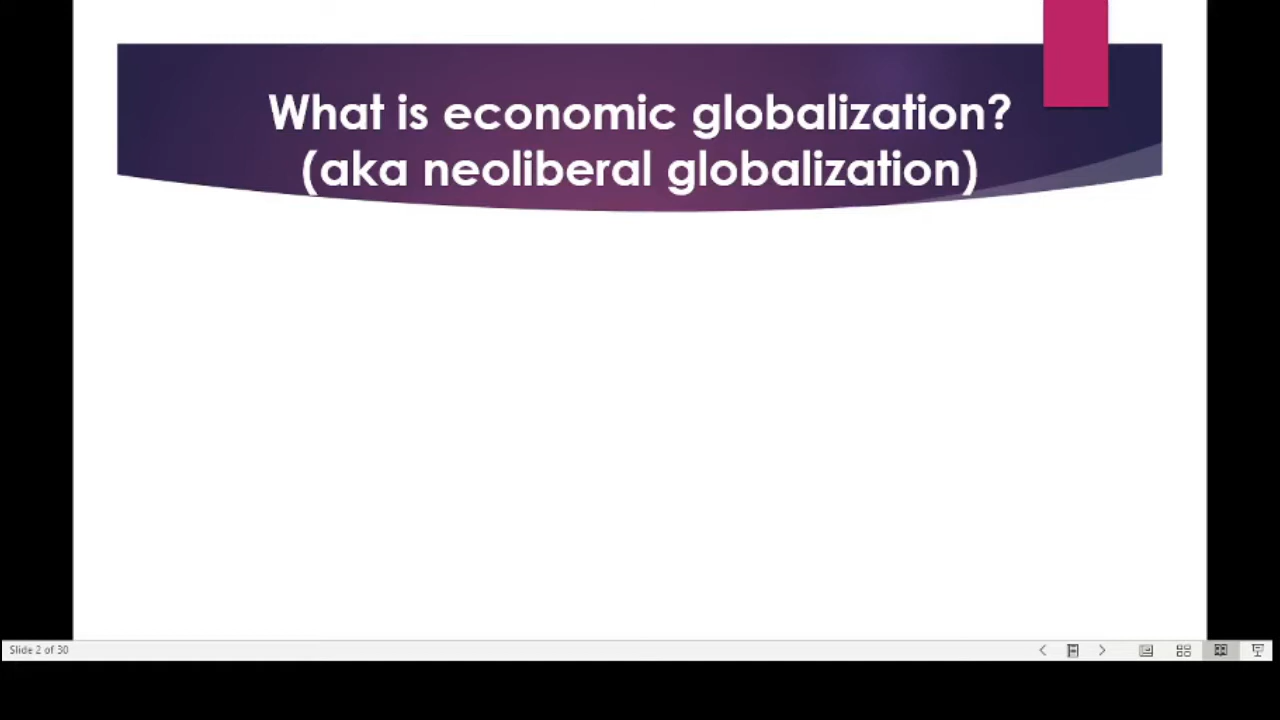 What is economic globalization?
(aka neoliberal globalization)
Slide 2 of 30